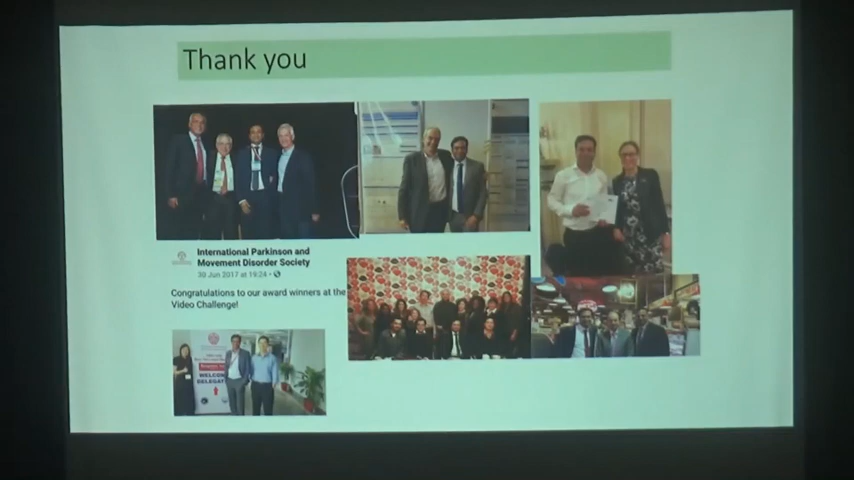 Thank you
International Parkinson and
Movement Disorder Society
30 Jun 2017 at 19:24
Congratulations to our award winners at the
Video Challenge!
WELCOME
DELEGATES